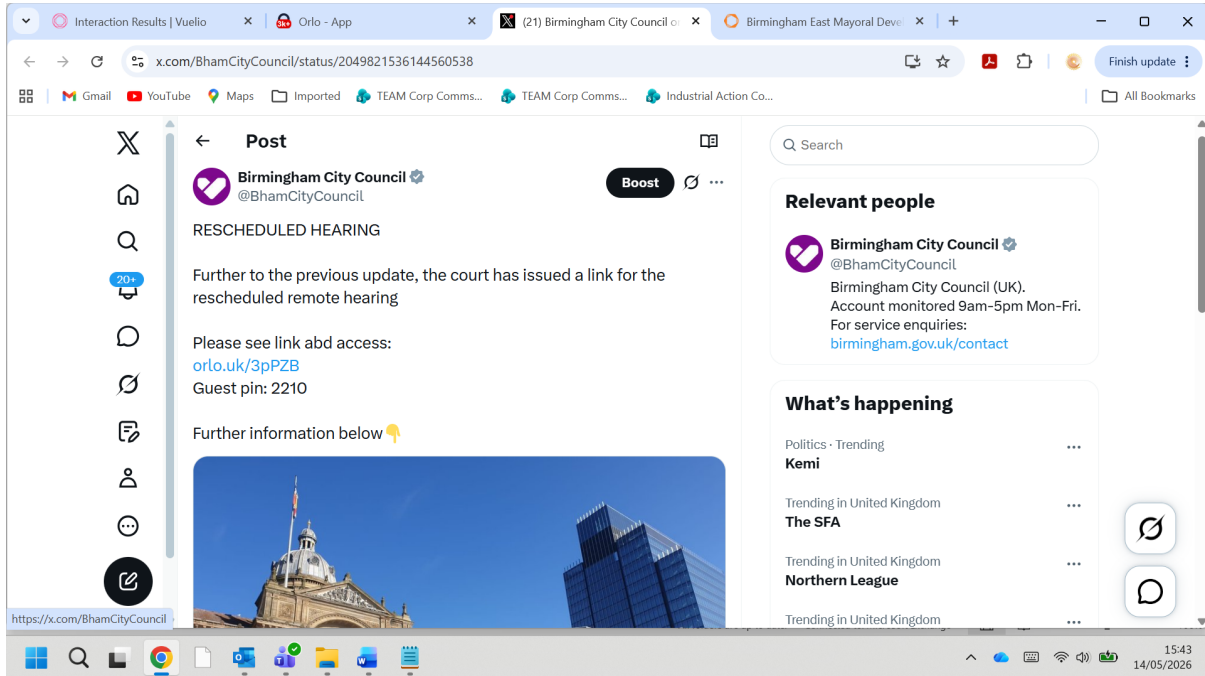 Interaction Results | Vuelio
Orlo - App
(21) Birmingham City Council o
Birmingham East Mayoral Deve
x.com/BhamCityCouncil/status/2049821536144560538
Finish update
Gmail
YouTube
Maps
Imported
TEAM Corp Comms...
TEAM Corp Comms...
Industrial Action Co...
All Bookmarks
20+
Post
Birmingham City Council
@BhamCityCouncil
Boost
RESCHEDULED HEARING
Further to the previous update, the court has issued a link for the
rescheduled remote hearing
Please see link abd access:
orlo.uk/3pPZB
Guest pin: 2210
Further information below👇
Search
Relevant people
Birmingham City Council
@BhamCityCouncil
Birmingham City Council (UK).
Account monitored 9am-5pm Mon-Fri.
For service enquiries:
birmingham.gov.uk/contact
What's happening
Politics · Trending
Kemi
Trending in United Kingdom
The SFA
Trending in United Kingdom
Northern League
Trending in United Kingdom
https://x.com/BhamCityCouncil
15:43
14/05/2026